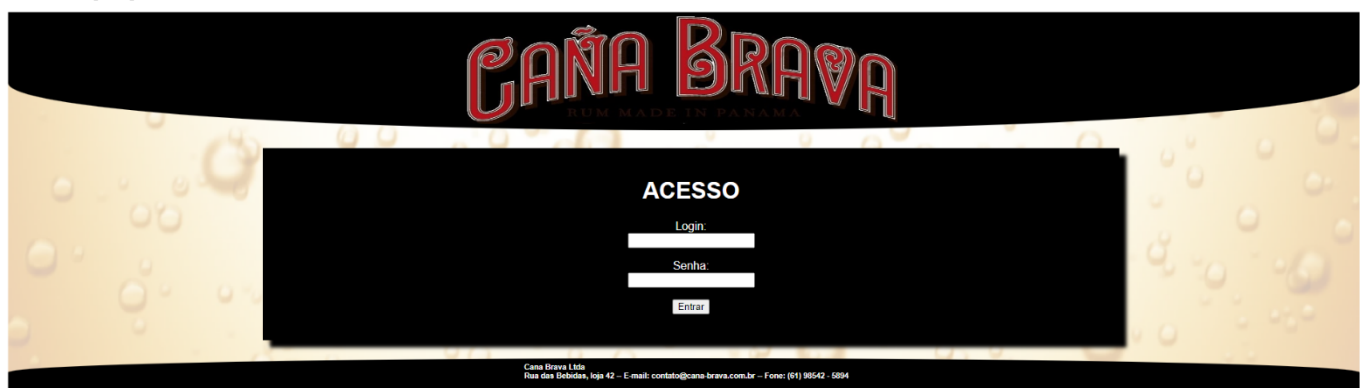 CAÑA BRAVA
RUM MADE IN PANAMA
ACESSO
Login:
Senha:
Entrar
Cana Brava Ltda
Rua das Bebidas, loja 42 – E-mail: contato@cana-brava.com.br – Fone: (61) 98542 - 5894